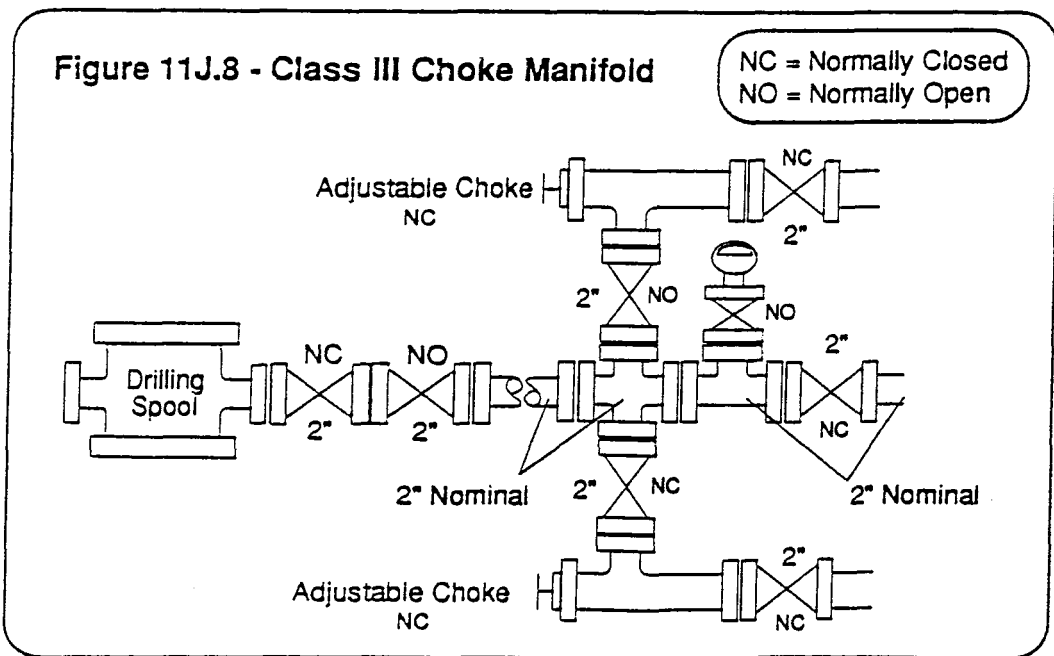 Figure 11J.8 - Class III Choke Manifold
NC = Normally Closed
NO = Normally Open
Adjustable Choke
NC
NC
2"
2"
NO
NO
Drilling
Spool
NC
2"
NO
2"
2"
NC
2" Nominal
2"
NC
2" Nominal
Adjustable Choke
NC
2"
NC